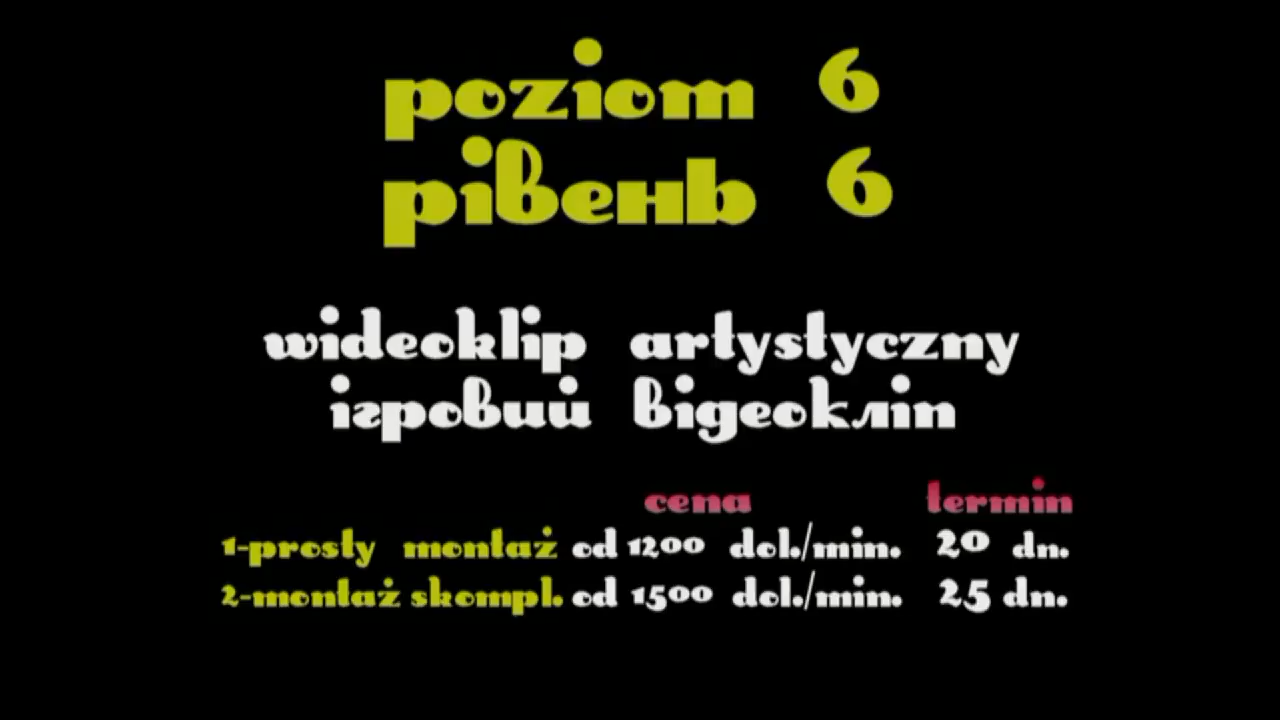 poziom 6
рівень 6
wideoklip artystyczny
ігровий відеокліп
cena termin
1-prosty montaż od 1200 dol./min. 20 dn.
2-montaż skompl. od 1500 dol./min. 25 dn.